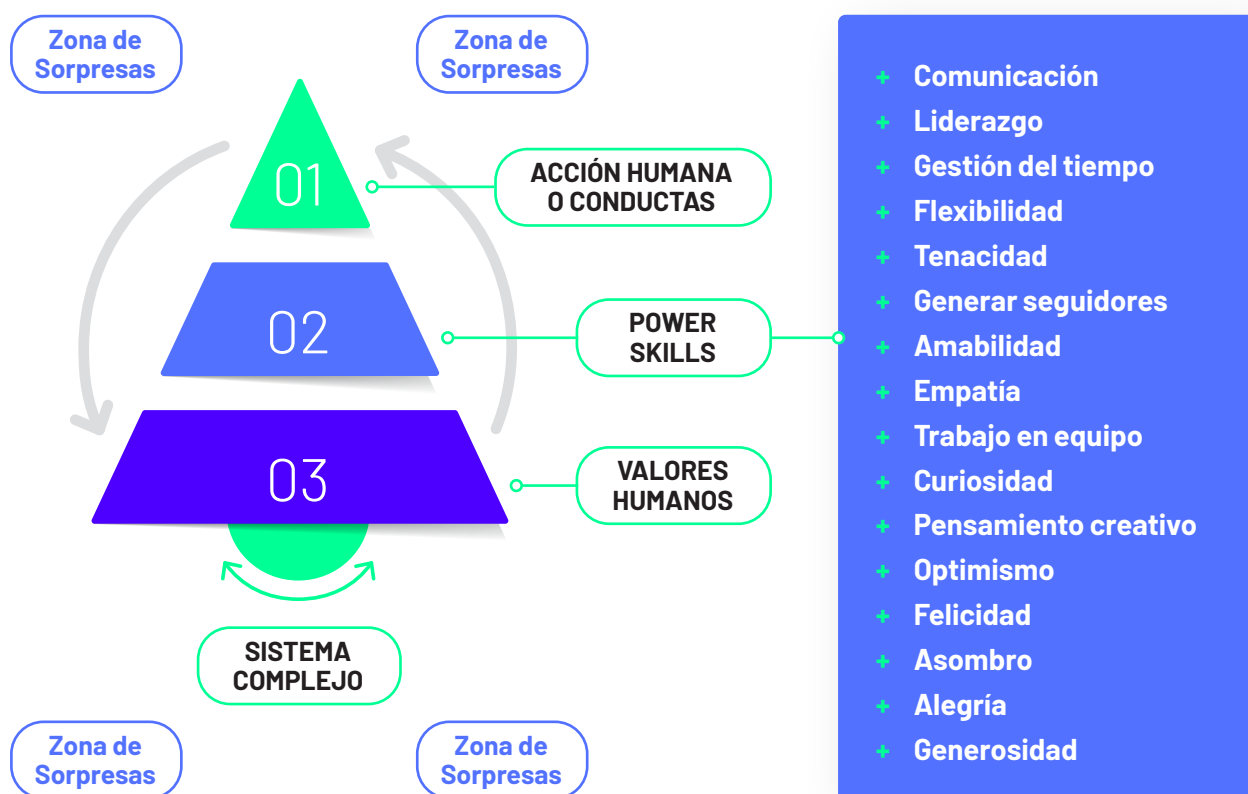 Zona de
Sorpresas
Zona de
Sorpresas
01
ACCIÓN HUMANA
O CONDUCTAS
02
POWER
SKILLS
03
VALORES
HUMANOS
SISTEMA
COMPLEJO
Zona de
Sorpresas
Zona de
Sorpresas
+ Comunicación
+ Liderazgo
+ Gestión del tiempo
+ Flexibilidad
+ Tenacidad
+ Generar seguidores
+ Amabilidad
+ Empatía
+ Trabajo en equipo
+ Curiosidad
+ Pensamiento creativo
+ Optimismo
+ Felicidad
+ Asombro
+ Alegría
+ Generosidad